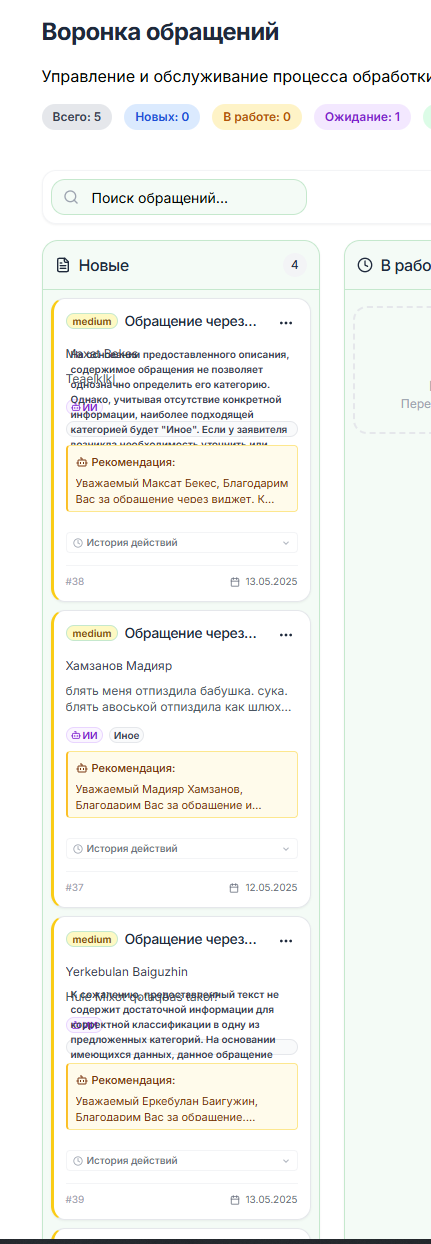 Воронка обращений
Управление и обслуживание процесса обработки
Всего: 5
Новых: 0
В работе: 0
Ожидание: 1
Поиск обращений...
Новые
4
В рабо
Пере
medium
Обращение через...
Максат Бекес
На основании предоставленного описания,
содержимое обращения не позволяет
Teaelklkl
однозначно определить его категорию.
Однако, учитывая отсутствие конкретной
ИИ
информации, наиболее подходящей
категорией будет "Иное". Если у заявителя
возникла необходимость уточнить или
Рекомендация:
Уважаемый Максат Бекес, Благодарим
Вас за обращение через виджет. К...
История действий
#38
13.05.2025
medium
Обращение через...
Хамзанов Мадияр
блять меня отпиздила бабушка. сука.
блять авоськой отпиздила как шлюх...
ИИ
Иное
Рекомендация:
Уважаемый Мадияр Хамзанов,
Благодарим Вас за обращение и...
История действий
#37
12.05.2025
medium
Обращение через...
Yerkebulan Baiguzhin
К сожалению, предоставленный текст не
содержит достаточной информации для
ИИ
корректной классификации в одну из
предложенных категорий. На основании
имеющихся данных, данное обращение
Рекомендация:
Уважаемый Еркебулан Баигужин,
Благодарим Вас за обращение....
История действий
#39
13.05.2025